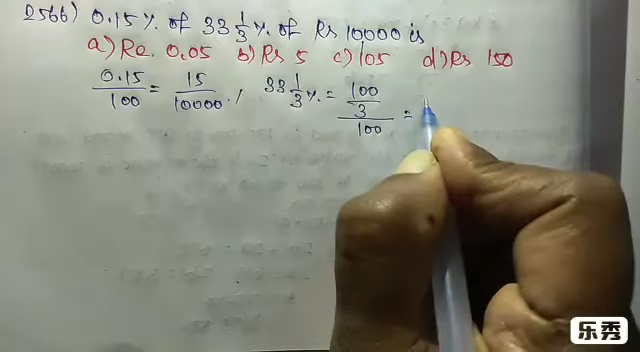 2566) 0.15% of 33 1/3 % of Rs 10000 is
a) Re. 0.05 b) Rs 5 c) 105 d) Rs 150
0.15/100 = 15/10000 , 33 1/3 % = 100/3/100 =
乐秀